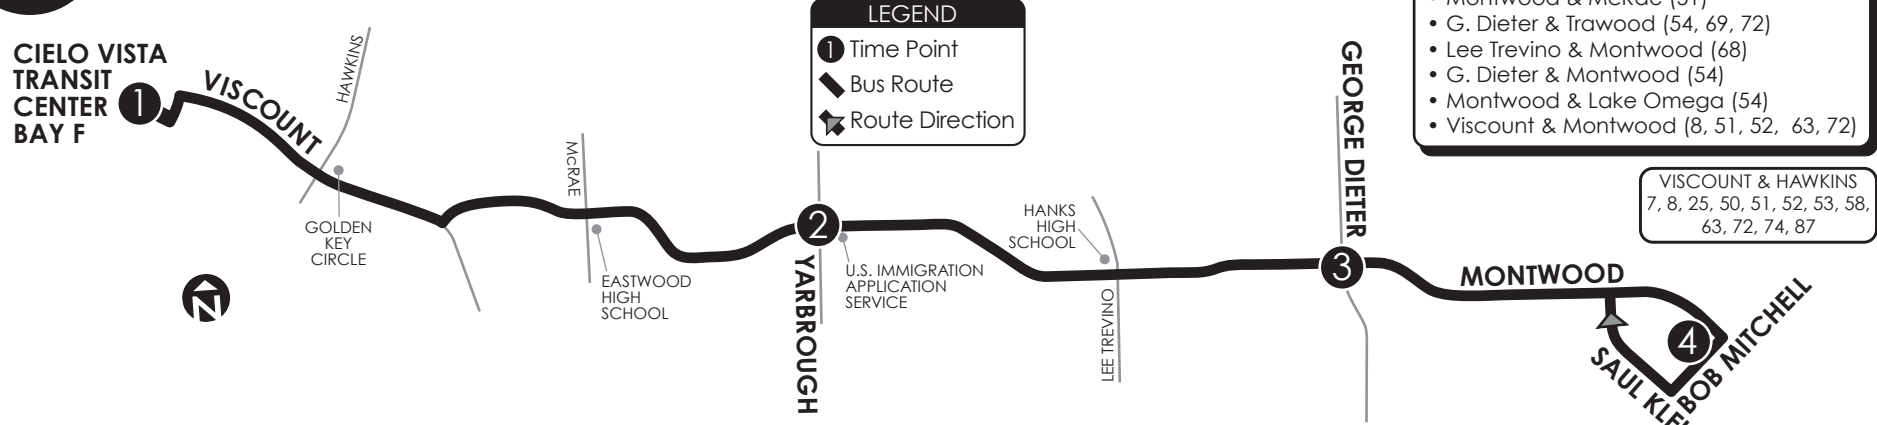 CIELO VISTA
TRANSIT
CENTER
BAY F
1
VISCOUNT
HAWKINS
GOLDEN
KEY
CIRCLE
N
McRAE
EASTWOOD
HIGH
SCHOOL
LEGEND
1 Time Point
Bus Route
Route Direction
2
YARBROUGH
U.S. IMMIGRATION
APPLICATION
SERVICE
HANKS
HIGH
SCHOOL
LEE TREVINO
GEORGE DIETER
3
MONTWOOD
4
SAUL
BOB MITCHELL
• Montwood & McRae (51)
• G. Dieter & Trawood (54, 69, 72)
• Lee Trevino & Montwood (68)
• G. Dieter & Montwood (54)
• Montwood & Lake Omega (54)
• Viscount & Montwood (8, 51, 52, 63, 72)
VISCOUNT & HAWKINS
7, 8, 25, 50, 51, 52, 53, 58,
63, 72, 74, 87